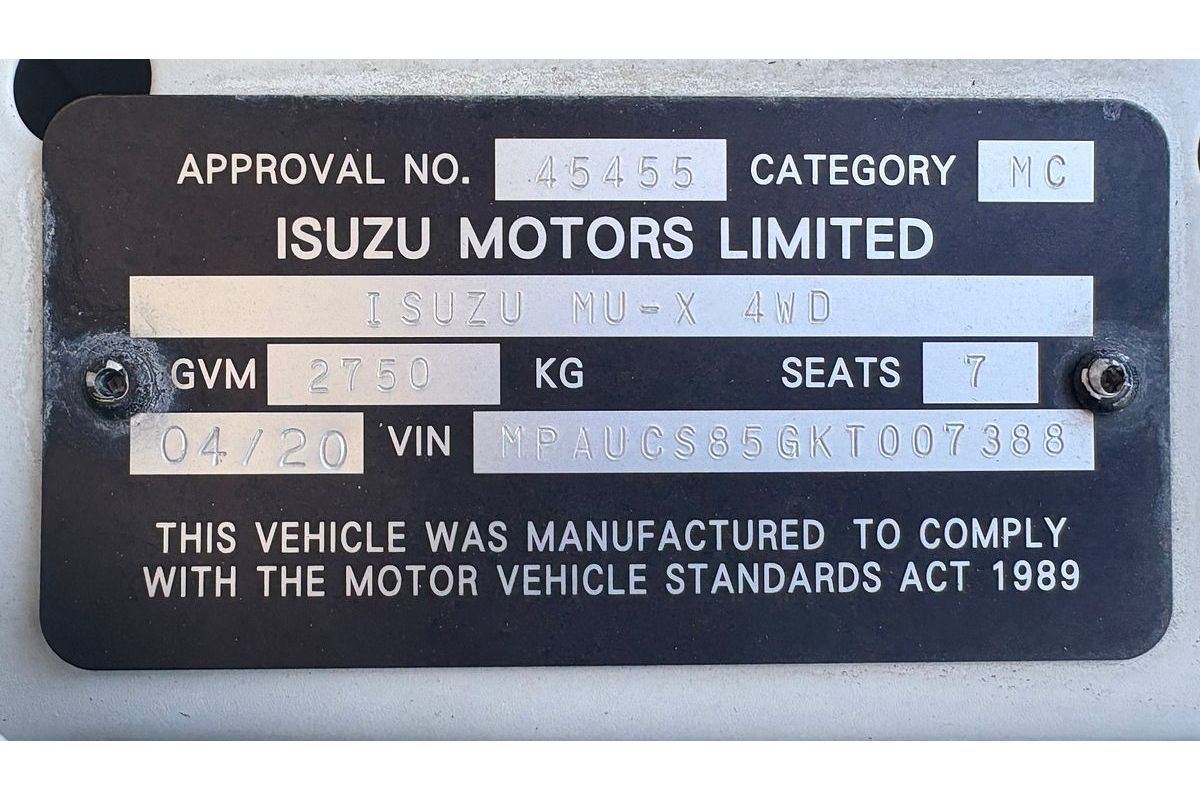 APPROVAL NO. 45455 CATEGORY MC
ISUZU MOTORS LIMITED
ISUZU MU-X 4WD
GVM 2750 KG SEATS 7
04/20 VIN MPAUCS85GKT007388
THIS VEHICLE WAS MANUFACTURED TO COMPLY
WITH THE MOTOR VEHICLE STANDARDS ACT 1989